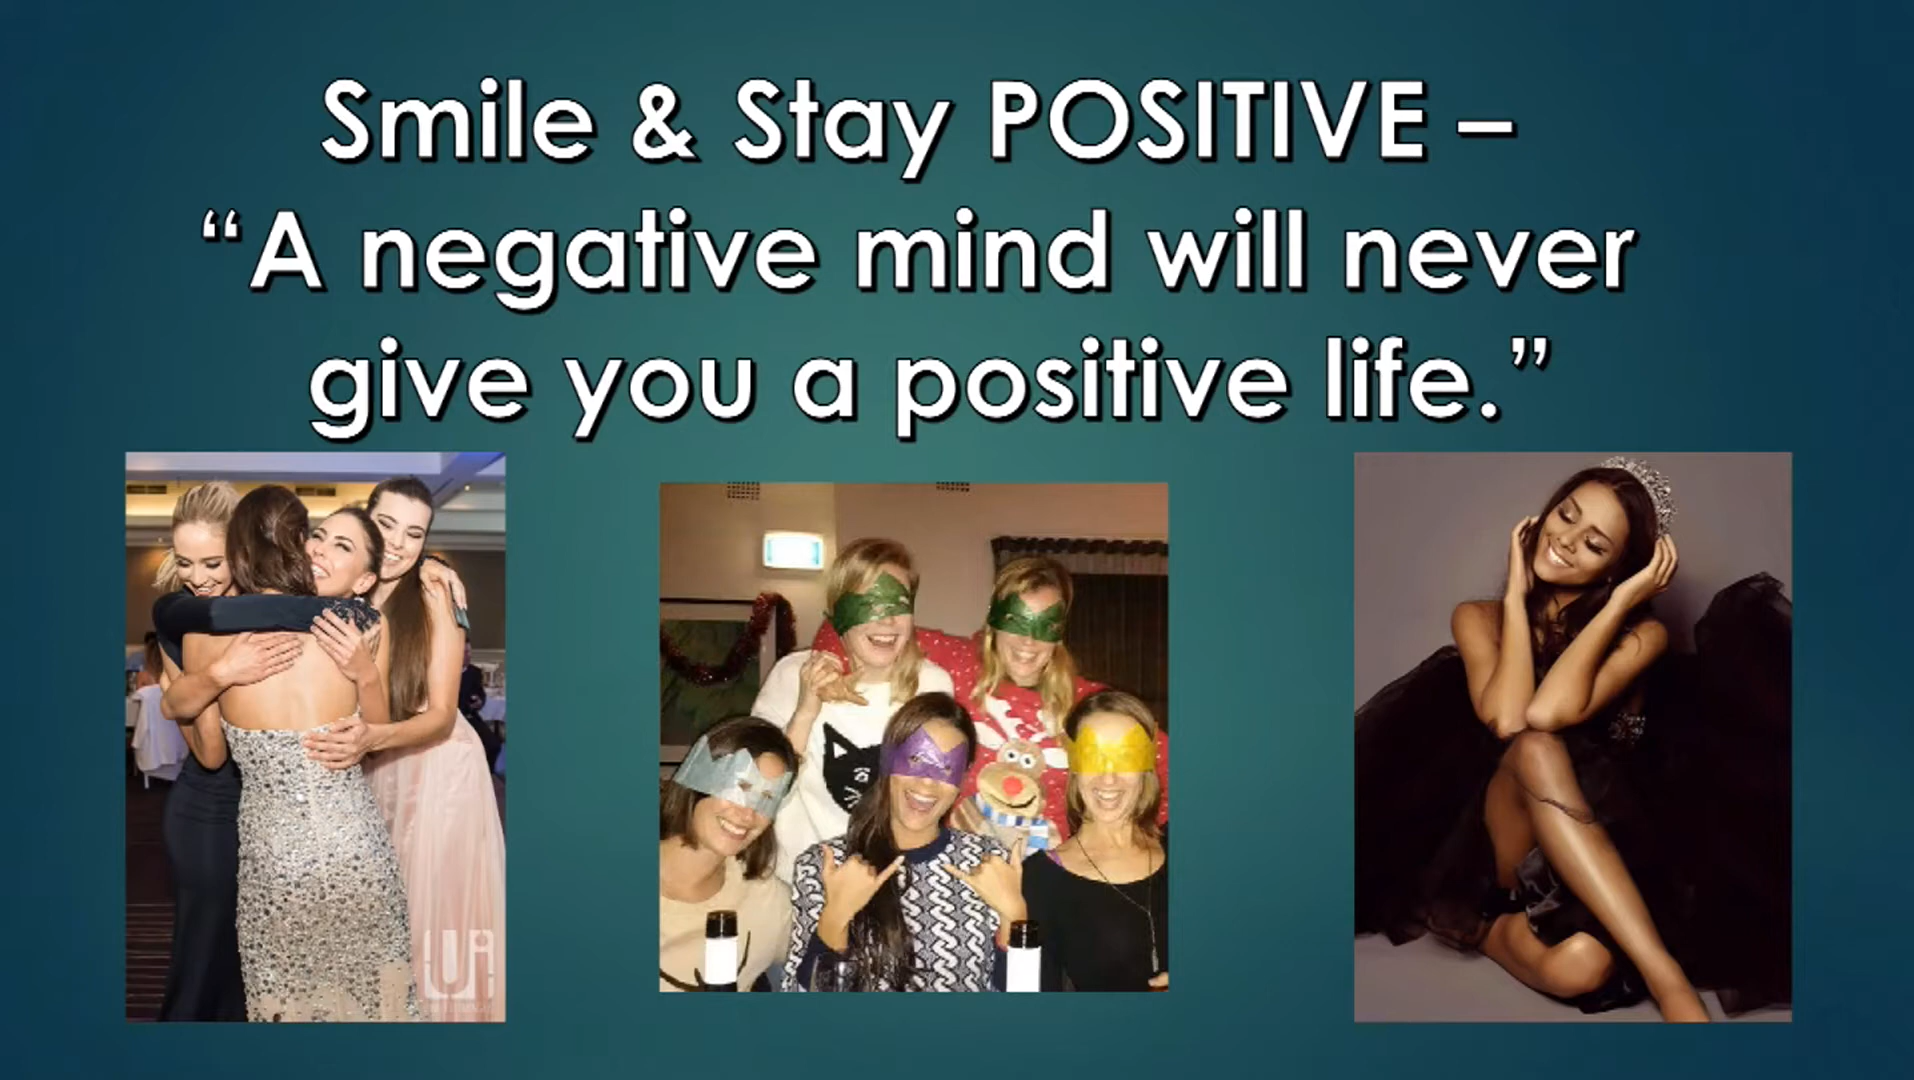 Smile & Stay POSITIVE –
“A negative mind will never
give you a positive life.”